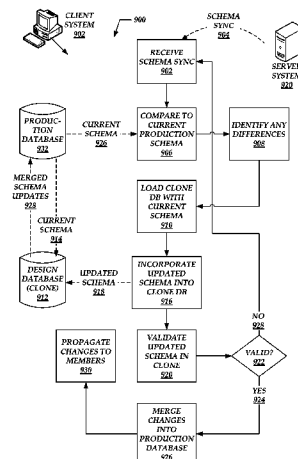 CLIENT
SYSTEM
902
900
SCHEMA
SYNC
904
SERVER
SYSTEM
920
RECEIVE
SCHEMA SYNC
902
PRODUC-
TION
DATABASE
932
CURRENT
SCHEMA
926
COMPARE TO
CURRENT
PRODUCTION
SCHEMA
906
IDENTIFY ANY
DIFFERENCES
908
MERGED
SCHEMA
UPDATES
928
CURRENT
SCHEMA
914
LOAD CLONE
DB WITH
CURRENT
SCHEMA
910
DESIGN
DATABASE
(CLONE)
912
UPDATED
SCHEMA
918
INCORPORATE
UPDATED
SCHEMA INTO
CLONE DB
916
NO
928
PROPAGATE
CHANGES TO
MEMBERS
930
VALIDATE
UPDATED
SCHEMA IN
CLONE
920
VALID?
922
YES
924
MERGE
CHANGES
INTO
PRODUCTION
DATABASE
926